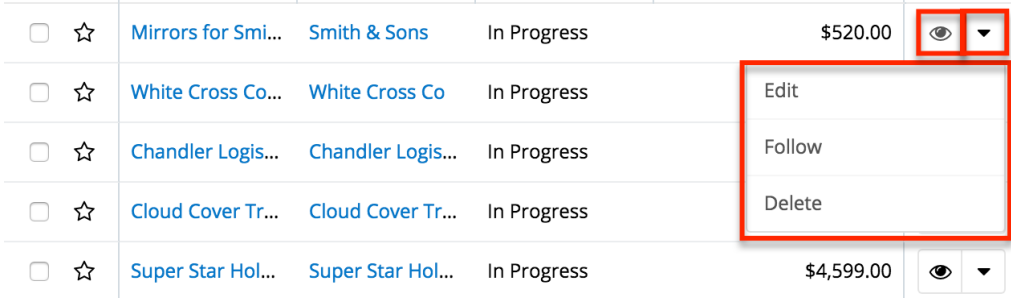 Mirrors for Smi... Smith & Sons In Progress $520.00
White Cross Co... White Cross Co In Progress
Edit
Chandler Logis... Chandler Logis... In Progress
Follow
Cloud Cover Tr... Cloud Cover Tr... In Progress
Delete
Super Star Hol... Super Star Hol... In Progress $4,599.00